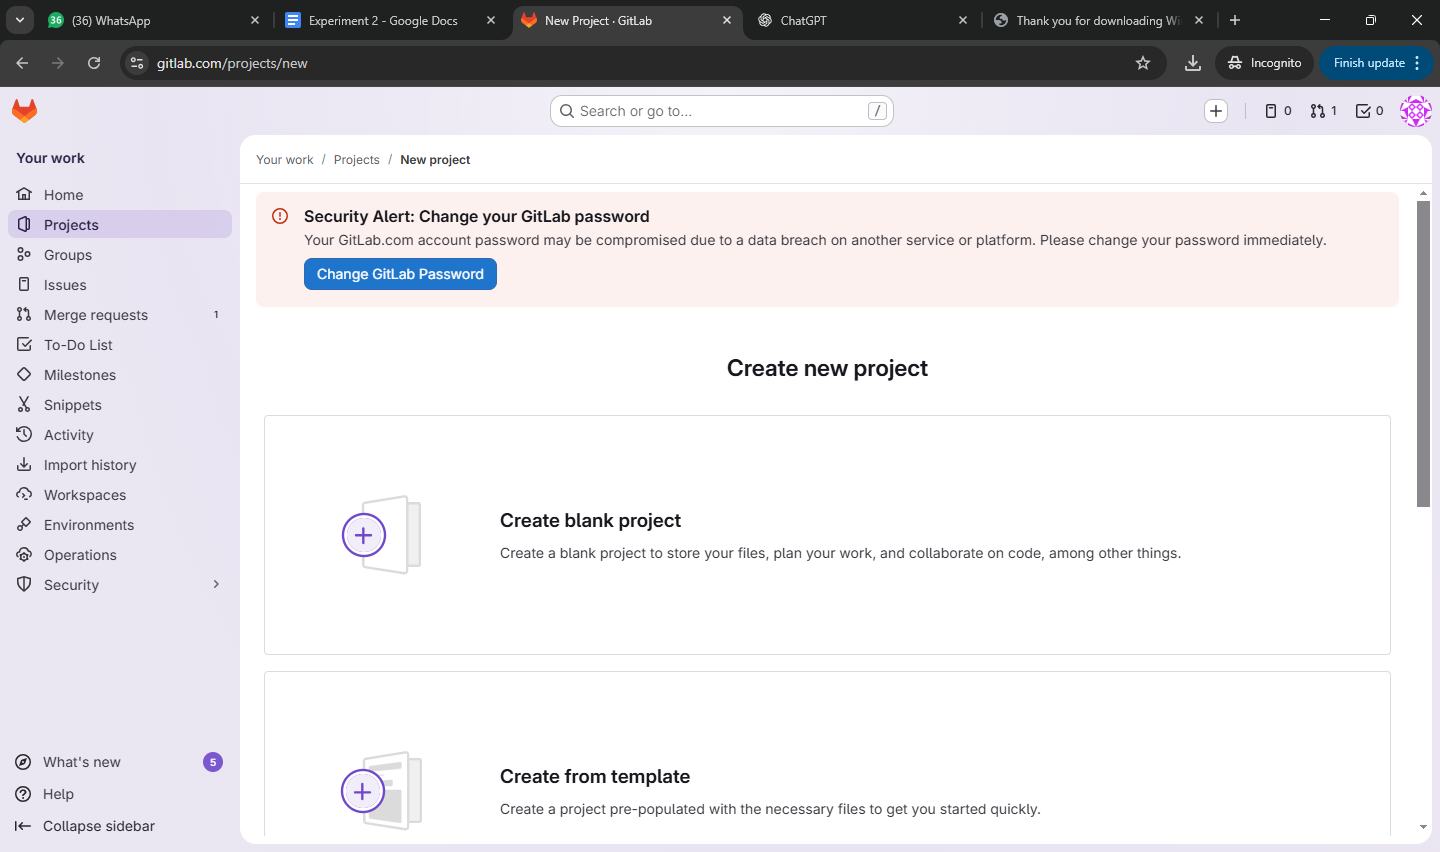 (36) WhatsApp
Experiment 2 - Google Docs
New Project · GitLab
ChatGPT
Thank you for downloading Wi
gitlab.com/projects/new
Incognito
Finish update
Search or go to...
/
0
1
0
Your work
Home
Projects
Groups
Issues
Merge requests 1
To-Do List
Milestones
Snippets
Activity
Import history
Workspaces
Environments
Operations
Security
What's new 5
Help
Collapse sidebar
Your work / Projects / New project
Security Alert: Change your GitLab password
Your GitLab.com account password may be compromised due to a data breach on another service or platform. Please change your password immediately.
Change GitLab Password
Create new project
Create blank project
Create a blank project to store your files, plan your work, and collaborate on code, among other things.
Create from template
Create a project pre-populated with the necessary files to get you started quickly.